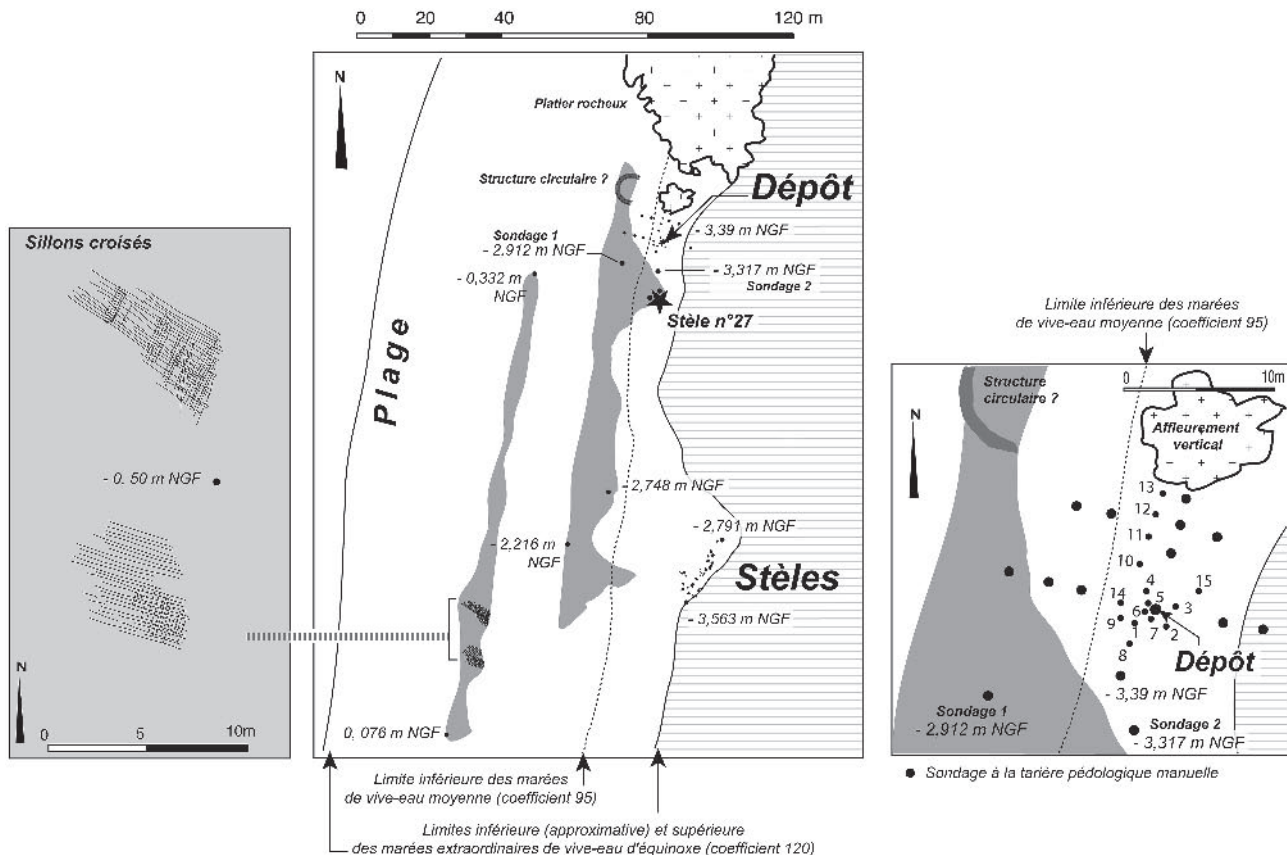 0 20 40 80 120 m
N
Platier rocheux
Structure circulaire ?
Dépôt
Sondage 1
- 2.912 m NGF
- 3,39 m NGF
- 0,332 m
NGF
- 3,317 m NGF
Sondage 2
Stèle n°27
Plage
- 2,748 m NGF
- 2,791 m NGF
- 2,216 m
NGF
Stèles
- 3,563 m NGF
0, 076 m NGF
Limite inférieure des marées
de vive-eau moyenne (coefficient 95)
Limites inférieure (approximative) et supérieure
des marées extraordinaires de vive-eau d'équinoxe (coefficient 120)
Sillons croisés
- 0. 50 m NGF
N
0 5 10m
Limite inférieure des marées
de vive-eau moyenne (coefficient 95)
0 10m
Structure
circulaire ?
N
Affleurement
vertical
13
12
11
10
4 15
14 5
6 3
9 1 7 2
8
Dépôt
- 3,39 m NGF
Sondage 1
- 2.912 m NGF
Sondage 2
- 3,317 m NGF
Sondage à la tarière pédologique manuelle